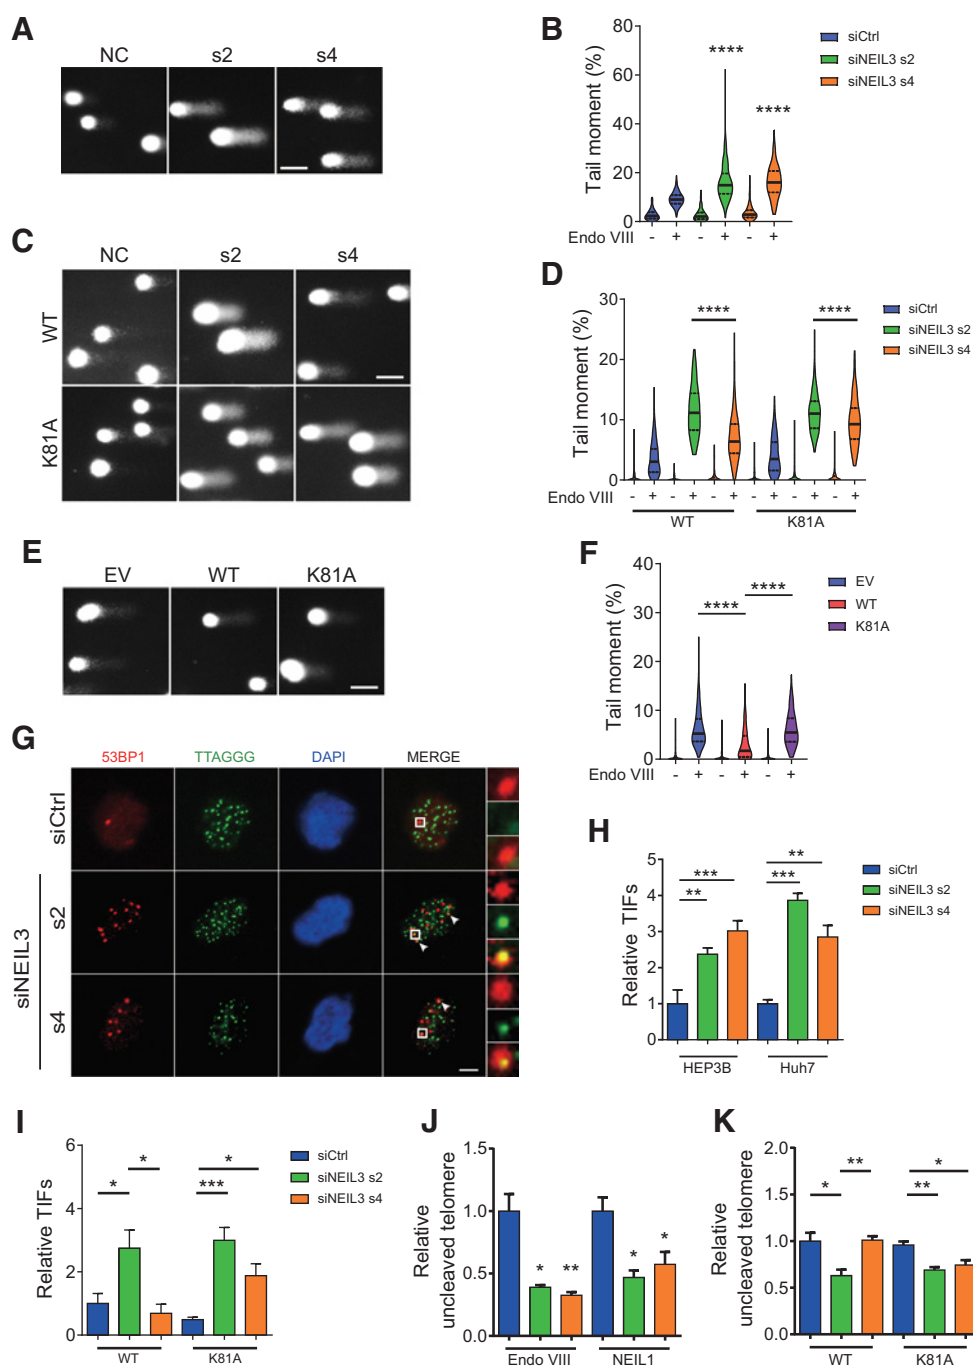 A
NC s2 s4
B
Tail moment (%)
80
60
40
20
0
**** ****
Endo VIII - + - + - +
siCtrl
siNEIL3 s2
siNEIL3 s4
C
NC s2 s4
WT
K81A
D
Tail moment (%)
30
20
10
0
**** ****
Endo VIII - + - + - + - + - + - +
WT K81A
siCtrl
siNEIL3 s2
siNEIL3 s4
E
EV WT K81A
F
Tail moment (%)
40
30
20
10
0
**** ****
Endo VIII - + - + - +
EV
WT
K81A
G
53BP1 TTAGGG DAPI MERGE
siCtrl
siNEIL3
s2
s4
H
Relative TIFs
5
4
3
2
1
0
*** ** ** ***
HEP3B Huh7
siCtrl
siNEIL3 s2
siNEIL3 s4
I
Relative TIFs
6
4
2
0
* * * ***
WT K81A
siCtrl
siNEIL3 s2
siNEIL3 s4
J
Relative
uncleaved telomere
1.5
1.0
0.5
0.0
* ** * *
Endo VIII NEIL1
K
Relative
uncleaved telomere
2.0
1.5
1.0
0.5
0.0
* ** ** *
WT K81A